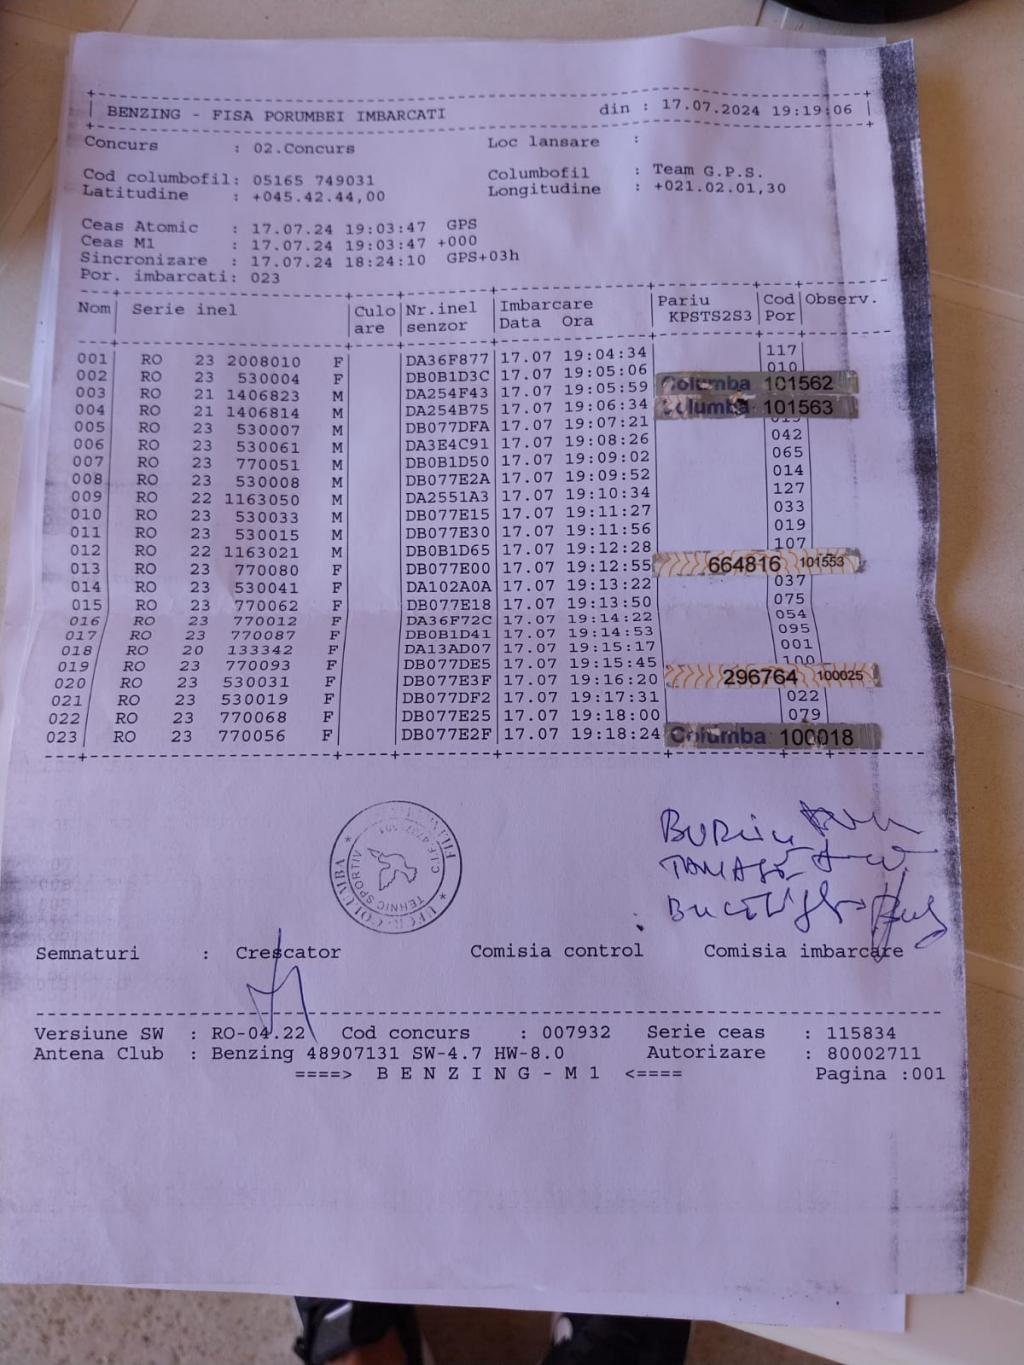 BENZING - FISA PORUMBEI IMBARCATI din : 17.07.2024 19:19:06
Concurs : 02.Concurs Loc lansare :
Cod columbofil: 05165 749031 Columbofil : Team G.P.S.
Latitudine : +045.42.44,00 Longitudine : +021.02.01,30
Ceas Atomic : 17.07.24 19:03:47 GPS
Ceas M1 : 17.07.24 19:03:47 +000
Sincronizare : 17.07.24 18:24:10 GPS+03h
Por. imbarcati: 023
Nom Serie inel Culo Nr.inel Imbarcare Pariu Cod Observ.
are senzor Data Ora KPSTS2S3 Por
001 RO 23 2008010 F DA36F877 17.07 19:04:34 117
002 RO 23 530004 F DB0B1D3C 17.07 19:05:06 010
003 RO 21 1406823 M DA254F43 17.07 19:05:59 Columba 101562
004 RO 21 1406814 M DA254B75 17.07 19:06:34 Columba 101563
005 RO 23 530007 M DB077DFA 17.07 19:07:21
006 RO 23 530061 M DA3E4C91 17.07 19:08:26 042
007 RO 23 770051 M DB0B1D50 17.07 19:09:02 065
008 RO 23 530008 M DB077E2A 17.07 19:09:52 014
009 RO 22 1163050 M DA2551A3 17.07 19:10:34 127
010 RO 23 530033 M DB077E15 17.07 19:11:27 033
011 RO 23 530015 M DB077E30 17.07 19:11:56 019
012 RO 22 1163021 M DB0B1D65 17.07 19:12:28 107
013 RO 23 770080 F DB077E00 17.07 19:12:55 664816 101553
014 RO 23 530041 F DA102A0A 17.07 19:13:22 037
015 RO 23 770062 F DB077E18 17.07 19:13:50 075
016 RO 23 770012 F DA36F72C 17.07 19:14:22 054
017 RO 23 770087 F DB0B1D41 17.07 19:14:53 095
018 RO 20 133342 F DA13AD07 17.07 19:15:17 001
019 RO 23 770093 F DB077DE5 17.07 19:15:45 100
020 RO 23 530031 F DB077E3F 17.07 19:16:20 296764 100025
021 RO 23 530019 F DB077DF2 17.07 19:17:31 022
022 RO 23 770068 F DB077E25 17.07 19:18:00 079
023 RO 23 770056 F DB077E2F 17.07 19:18:24 Columba 100018
COLUMBA
TEHNIC SPORTIV
Semnaturi : Crescator Comisia control Comisia imbarcare
Versiune SW : RO-04.22 Cod concurs : 007932 Serie ceas : 115834
Antena Club : Benzing 48907131 SW-4.7 HW-8.0 Autorizare : 80002711
====> B E N Z I N G - M 1 <==== Pagina :001